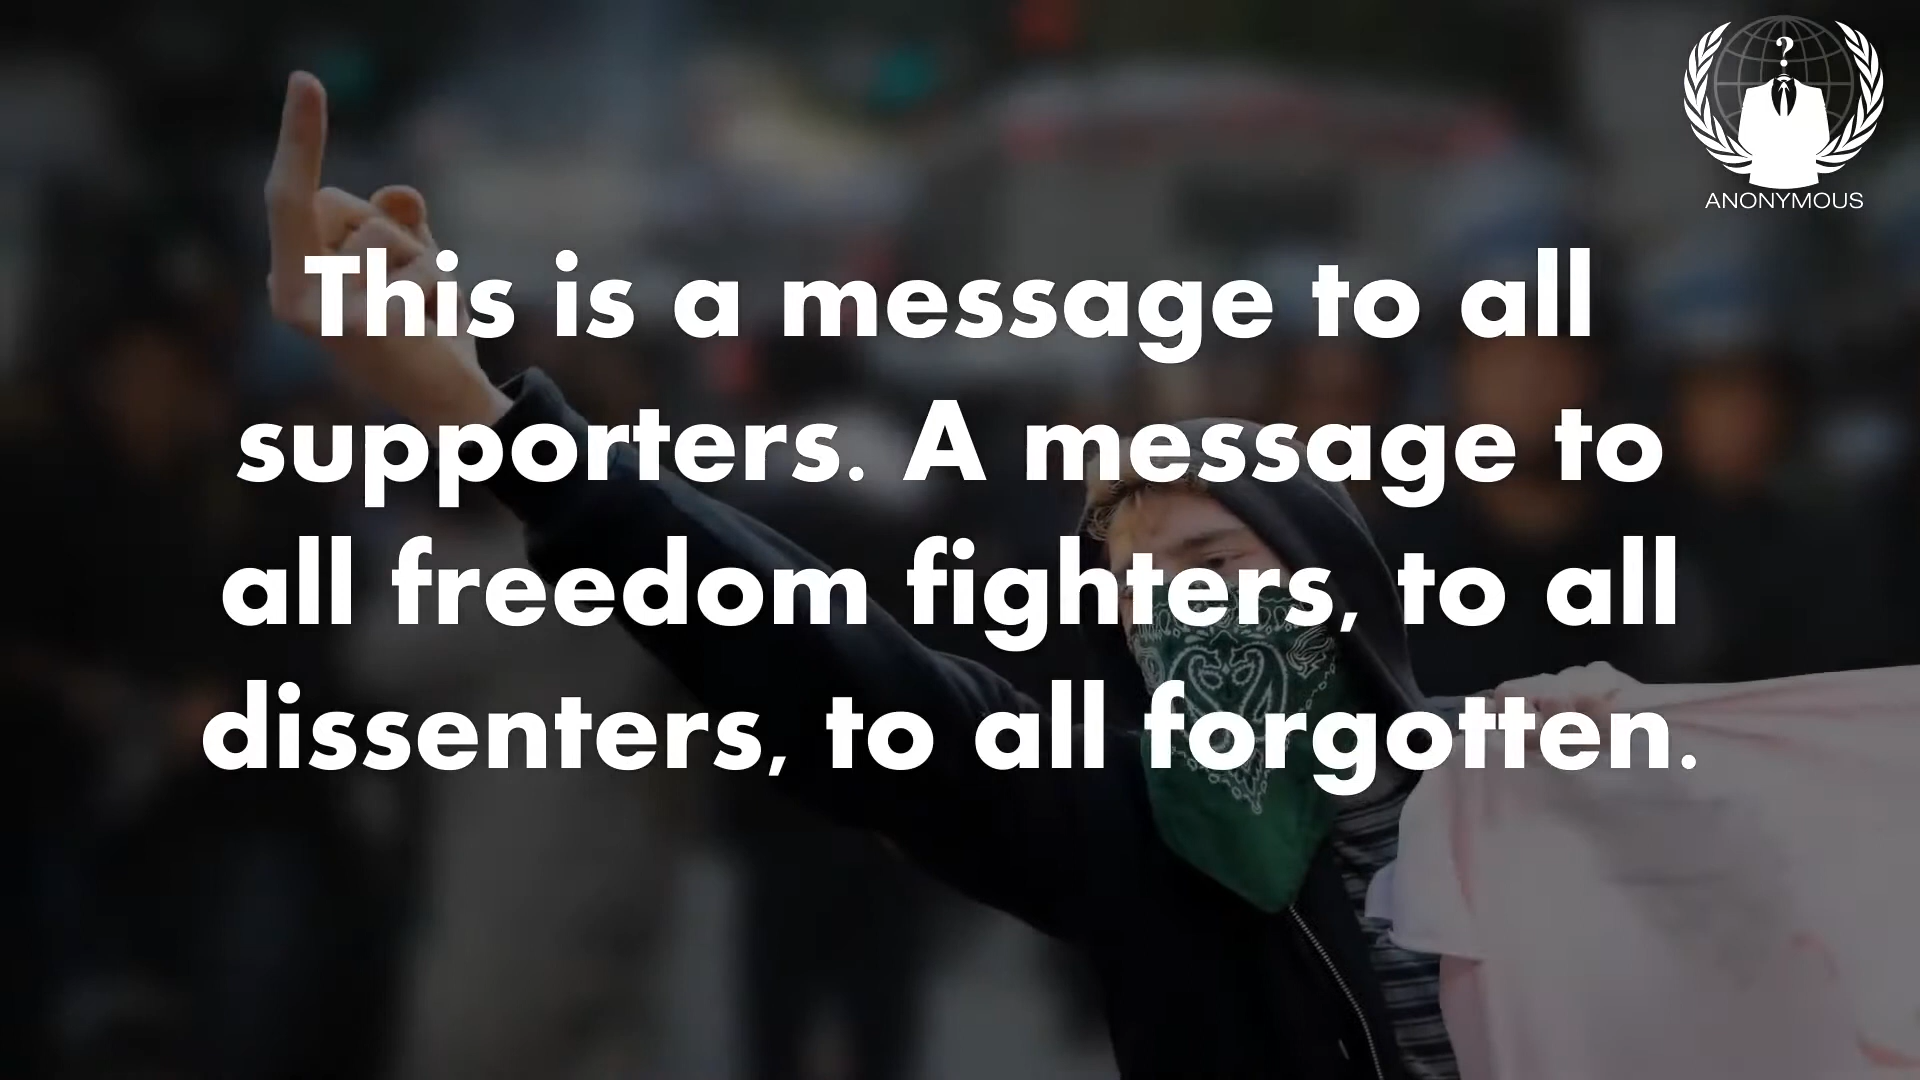 ?
ANONYMOUS
This is a message to all
supporters. A message to
all freedom fighters, to all
dissenters, to all forgotten.